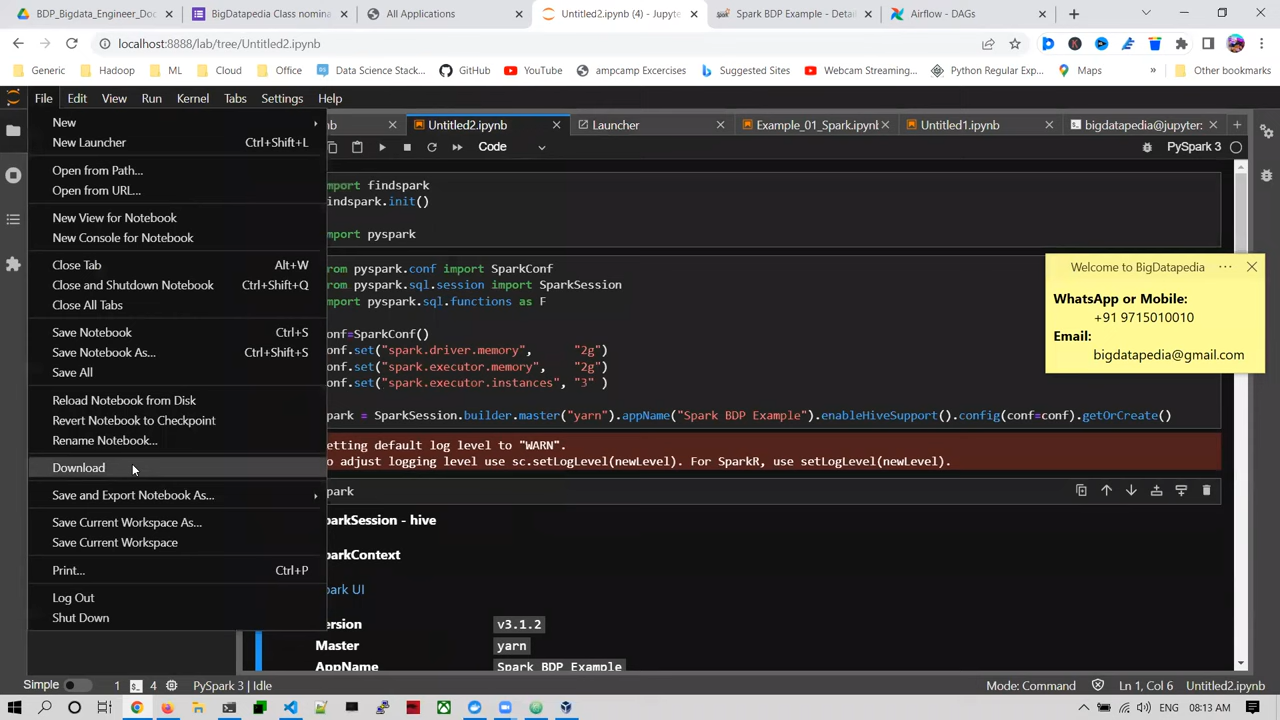 BDP_Bigdata_Engineer_Doc
BigDatapedia Class nomina
All Applications
Untitled2.ipynb (4) - Jupyte
Spark BDP Example - Detail
Airflow - DAGs
localhost:8888/lab/tree/Untitled2.ipynb
Generic
Hadoop
ML
Cloud
Office
Data Science Stack...
GitHub
YouTube
ampcamp Excercises
Suggested Sites
Webcam Streaming...
Python Regular Exp...
Maps
»
Other bookmarks
File Edit View Run Kernel Tabs Settings Help
nb
Untitled2.ipynb
Launcher
Example_01_Spark.ipynb
Untitled1.ipynb
bigdatapedia@jupyter:
Code
PySpark 3
New
New Launcher Ctrl+Shift+L
Open from Path...
Open from URL...
New View for Notebook
New Console for Notebook
Close Tab Alt+W
Close and Shutdown Notebook Ctrl+Shift+Q
Close All Tabs
Save Notebook Ctrl+S
Save Notebook As... Ctrl+Shift+S
Save All
Reload Notebook from Disk
Revert Notebook to Checkpoint
Rename Notebook...
Download
Save and Export Notebook As...
Save Current Workspace As...
Save Current Workspace
Print... Ctrl+P
Log Out
Shut Down
mport findspark
indspark.init()
mport pyspark
rom pyspark.conf import SparkConf
rom pyspark.sql.session import SparkSession
mport pyspark.sql.functions as F
onf=SparkConf()
onf.set("spark.driver.memory", "2g")
onf.set("spark.executor.memory", "2g")
onf.set("spark.executor.instances", "3" )
park = SparkSession.builder.master("yarn").appName("Spark BDP Example").enableHiveSupport().config(conf=conf).getOrCreate()
etting default log level to "WARN".
o adjust logging level use sc.setLogLevel(newLevel). For SparkR, use setLogLevel(newLevel).
park
parkSession - hive
parkContext
park UI
ersion v3.1.2
Master yarn
AppName Spark BDP Example
Welcome to BigDatapedia
WhatsApp or Mobile:
+91 9715010010
Email:
bigdatapedia@gmail.com
Simple
1
4
PySpark 3 | Idle
Mode: Command
Ln 1, Col 6
Untitled2.ipynb
ENG
08:13 AM